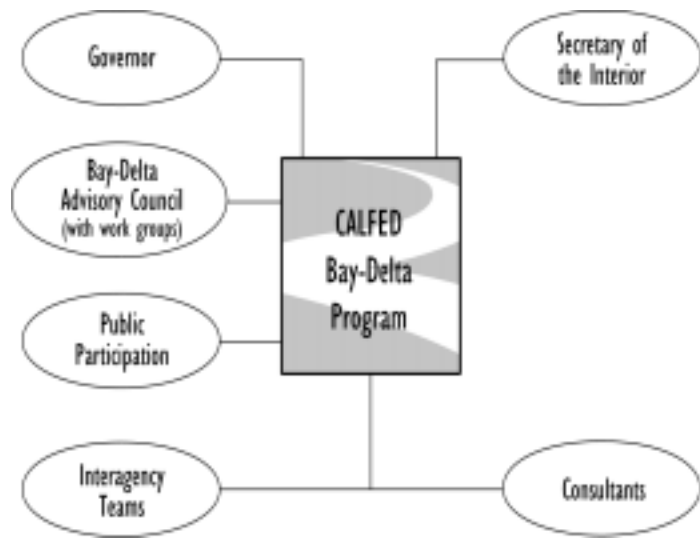 Governor
Secretary of
the Interior
Bay-Delta
Advisory Council
(with work groups)
CALFED
Bay-Delta
Program
Public
Participation
Interagency
Teams
Consultants